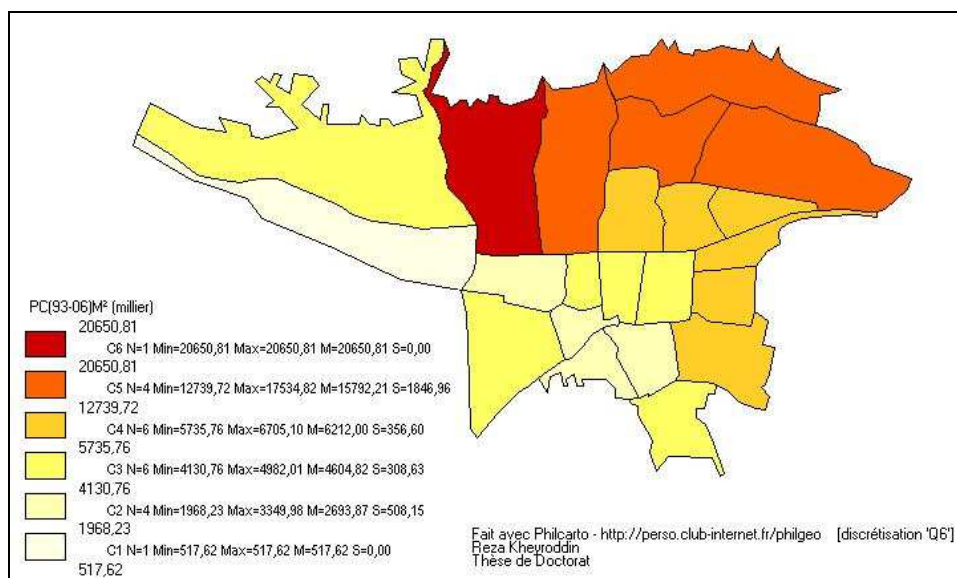 PC(93-06)M² (millier)
20650,81
C6 N=1 Min=20650,81 Max=20650,81 M=20650,81 S=0,00
20650,81
C5 N=4 Min=12739,72 Max=17534,82 M=15792,21 S=1846,96
12739,72
C4 N=6 Min=5735,76 Max=6705,10 M=6212,00 S=356,60
5735,76
C3 N=6 Min=4130,76 Max=4982,01 M=4604,82 S=308,63
4130,76
C2 N=4 Min=1968,23 Max=3349,98 M=2693,87 S=508,15
1968,23
C1 N=1 Min=517,62 Max=517,62 M=517,62 S=0,00
517,62
Fait avec Philcarto - http://perso.club-internet.fr/philgeo [discrétisation 'Q6']
Reza Kheyroddin
Thèse de Doctorat